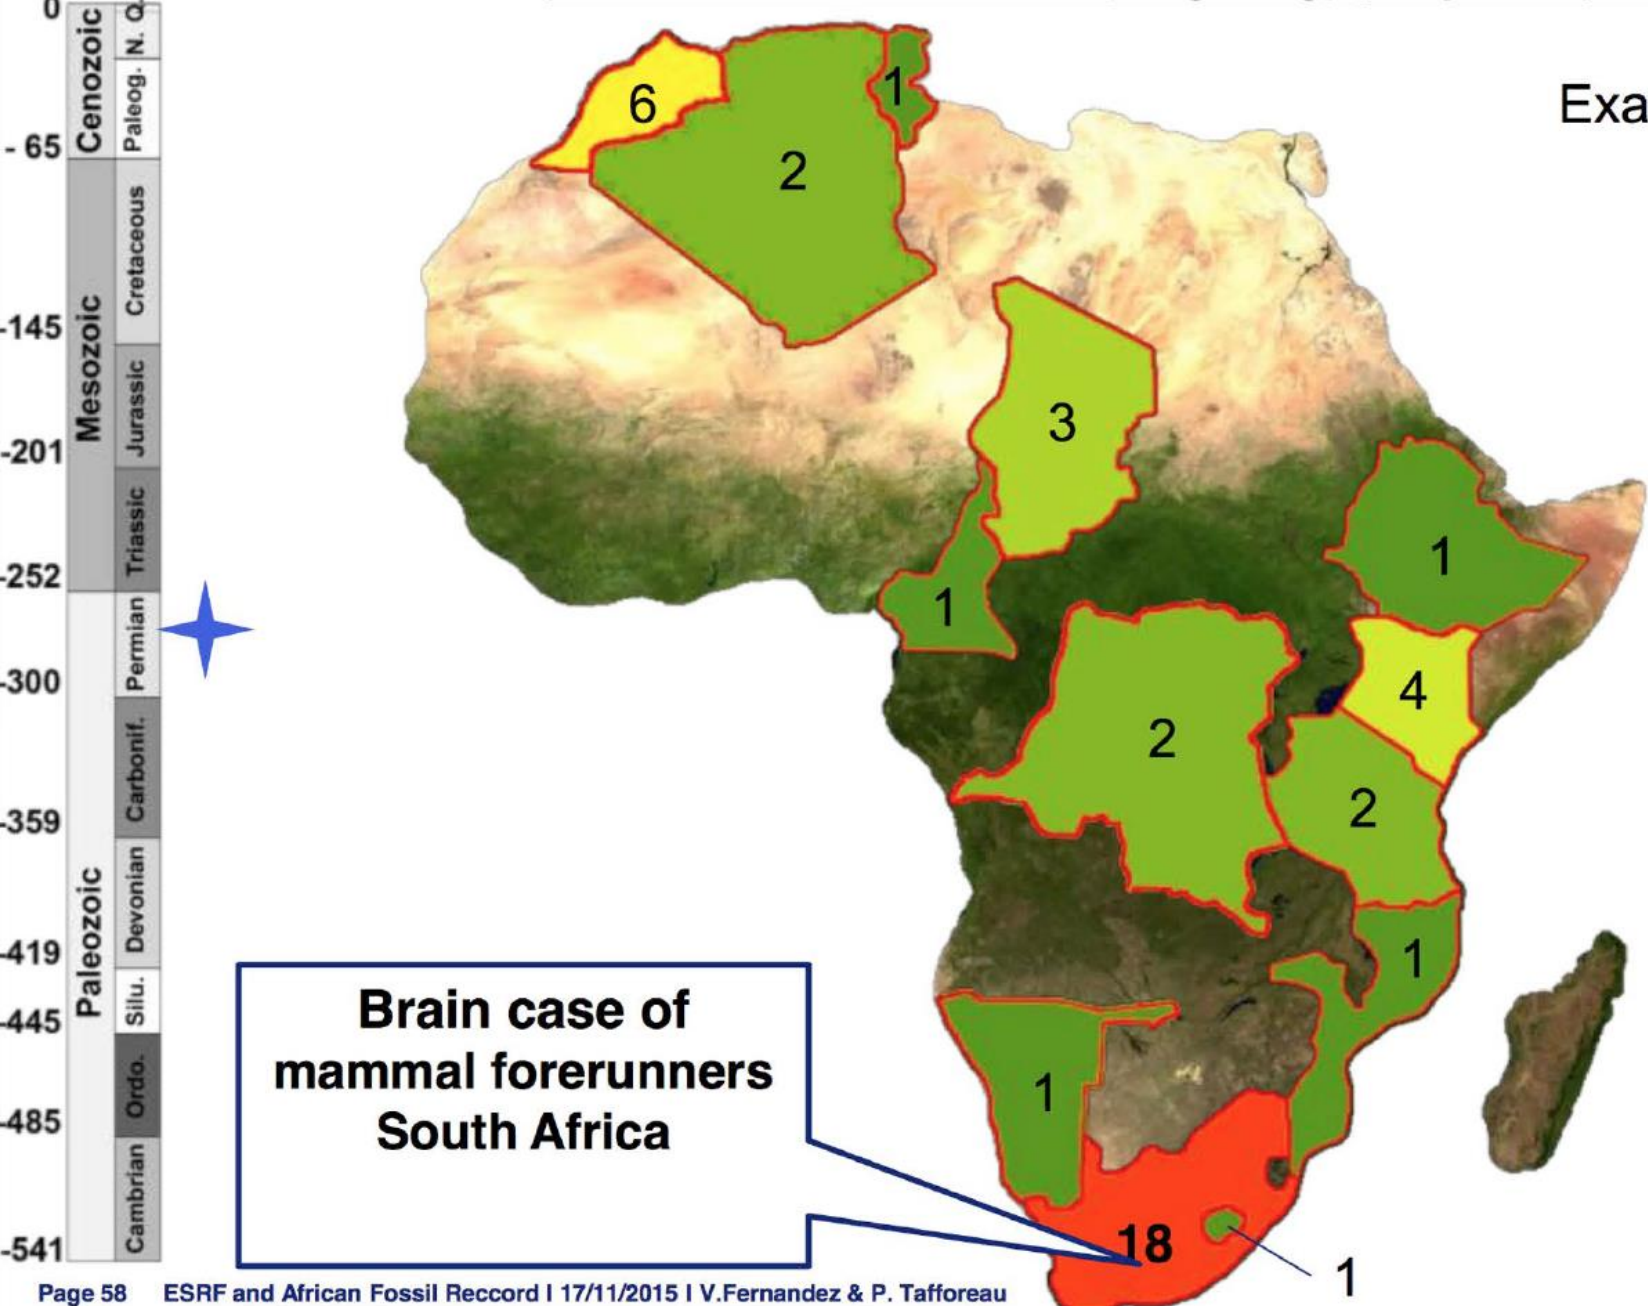 0
- 65
-145
-201
-252
-300
-359
-419
-445
-485
-541
Cenozoic
Mesozoic
Paleozoic
N. Q.
Paleog.
Cretaceous
Jurassic
Triassic
Permian
Carbonif.
Devonian
Silu.
Ordo.
Cambrian
Exa
6
2
1
3
1
1
2
4
2
1
1
18
1
Brain case of
mammal forerunners
South Africa
Page 58 ESRF and African Fossil Reccord I 17/11/2015 I V.Fernandez & P. Tafforeau